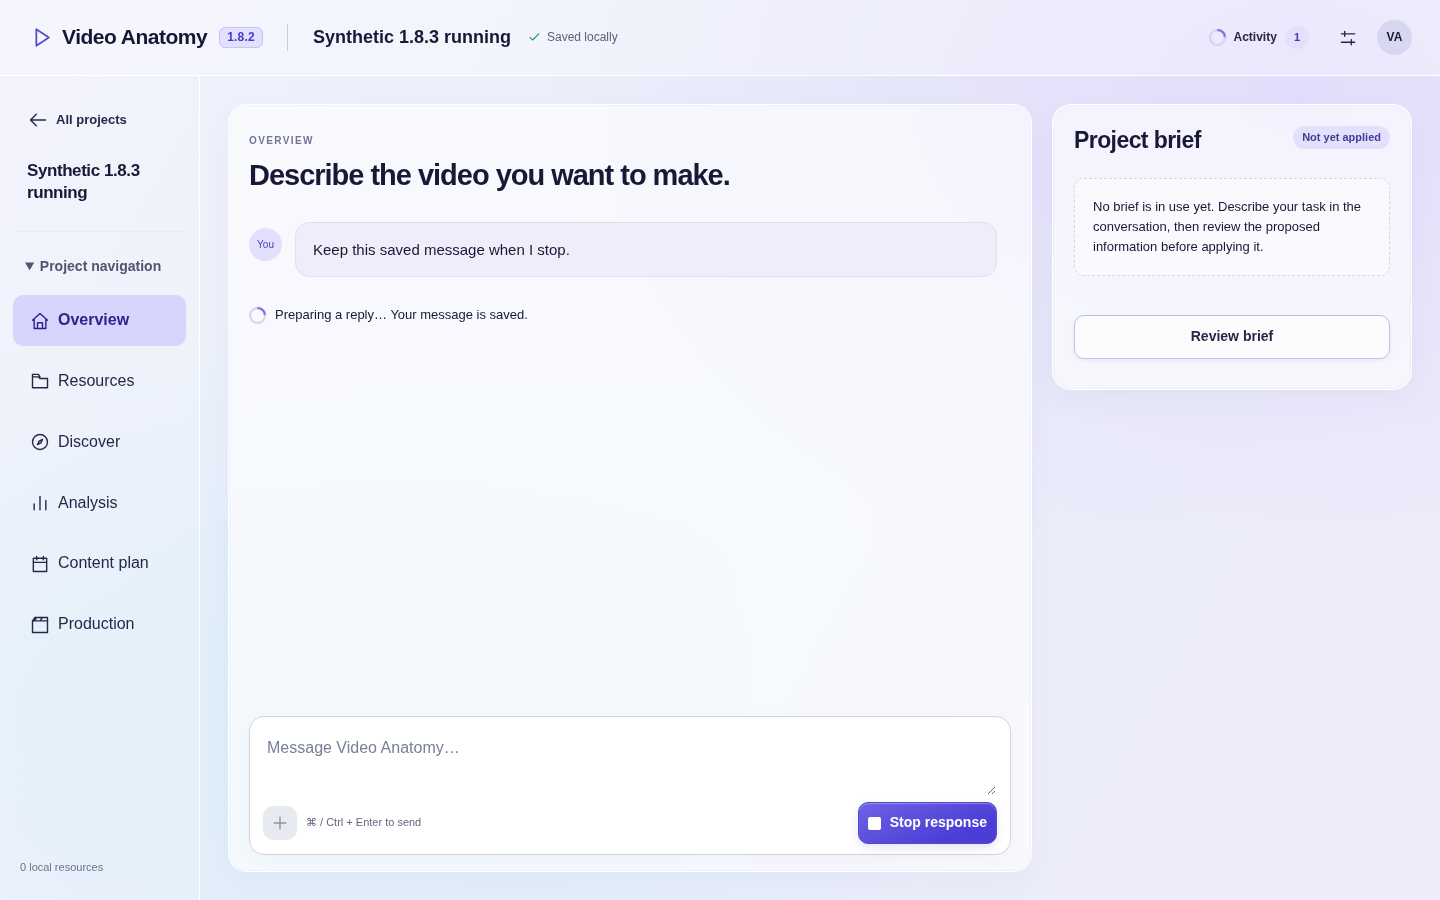 Video Anatomy 1.8.2
Synthetic 1.8.3 running
Saved locally
Activity 1
VA
All projects
Synthetic 1.8.3
running
Project navigation
Overview
Resources
Discover
Analysis
Content plan
Production
0 local resources
OVERVIEW
Describe the video you want to make.
You
Keep this saved message when I stop.
Preparing a reply… Your message is saved.
Message Video Anatomy…
⌘ / Ctrl + Enter to send
Stop response
Project brief
Not yet applied
No brief is in use yet. Describe your task in the
conversation, then review the proposed
information before applying it.
Review brief